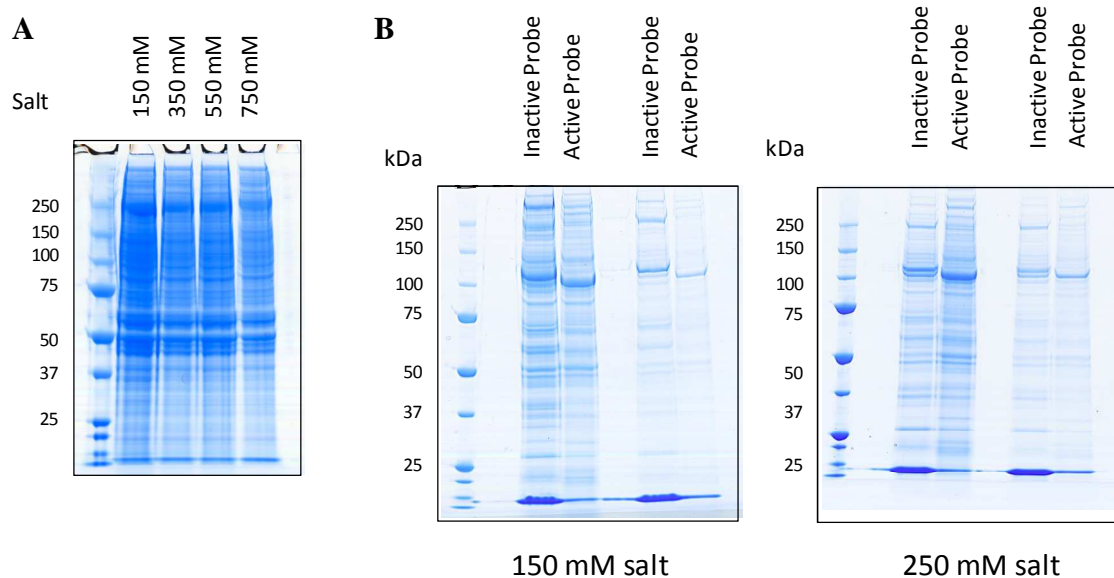 A
Salt
150 mM
350 mM
550 mM
750 mM
250
150
100
75
50
37
25
B
kDa
Inactive Probe
Active Probe
Inactive Probe
Active Probe
250
150
100
75
50
37
25
150 mM salt
kDa
Inactive Probe
Active Probe
Inactive Probe
Active Probe
250
150
100
75
50
37
25
250 mM salt